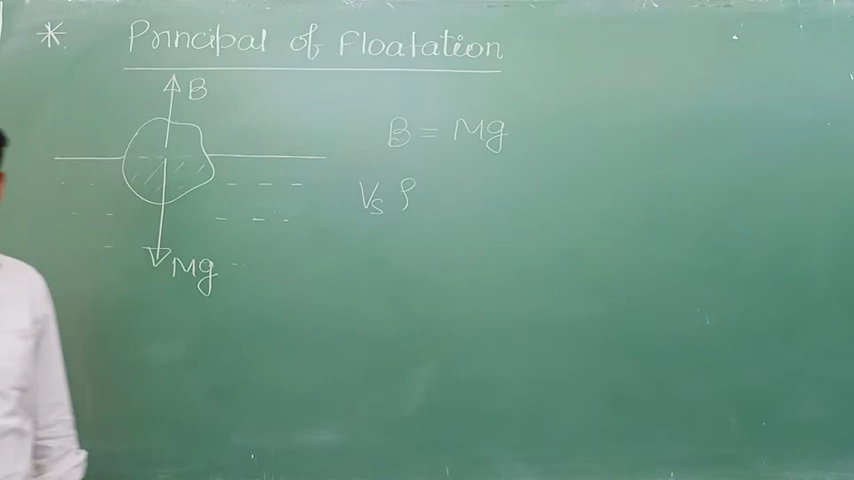 * Principal of Floatation
B
B = Mg
Vs ρ
Mg